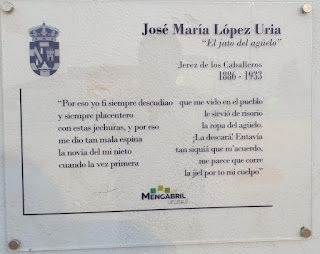 José María López Uria
"El jato del agüelo"
Jerez de los Caballeros
1886 - 1933
"Por eso yo fi siempre descudiao
y siempre placentero
con estas jechuras, y por eso
me dio tan mala espina
la novia del mi nieto
cuando la vez primera
que me vido en el pueblo
le sirvió de risorio
la ropa del agüelo.
¡La descará! Entavía
tan siquiá que m'acuerdo,
me parece que corre
la jiel por to mi cuelpo"
MENGABRIL